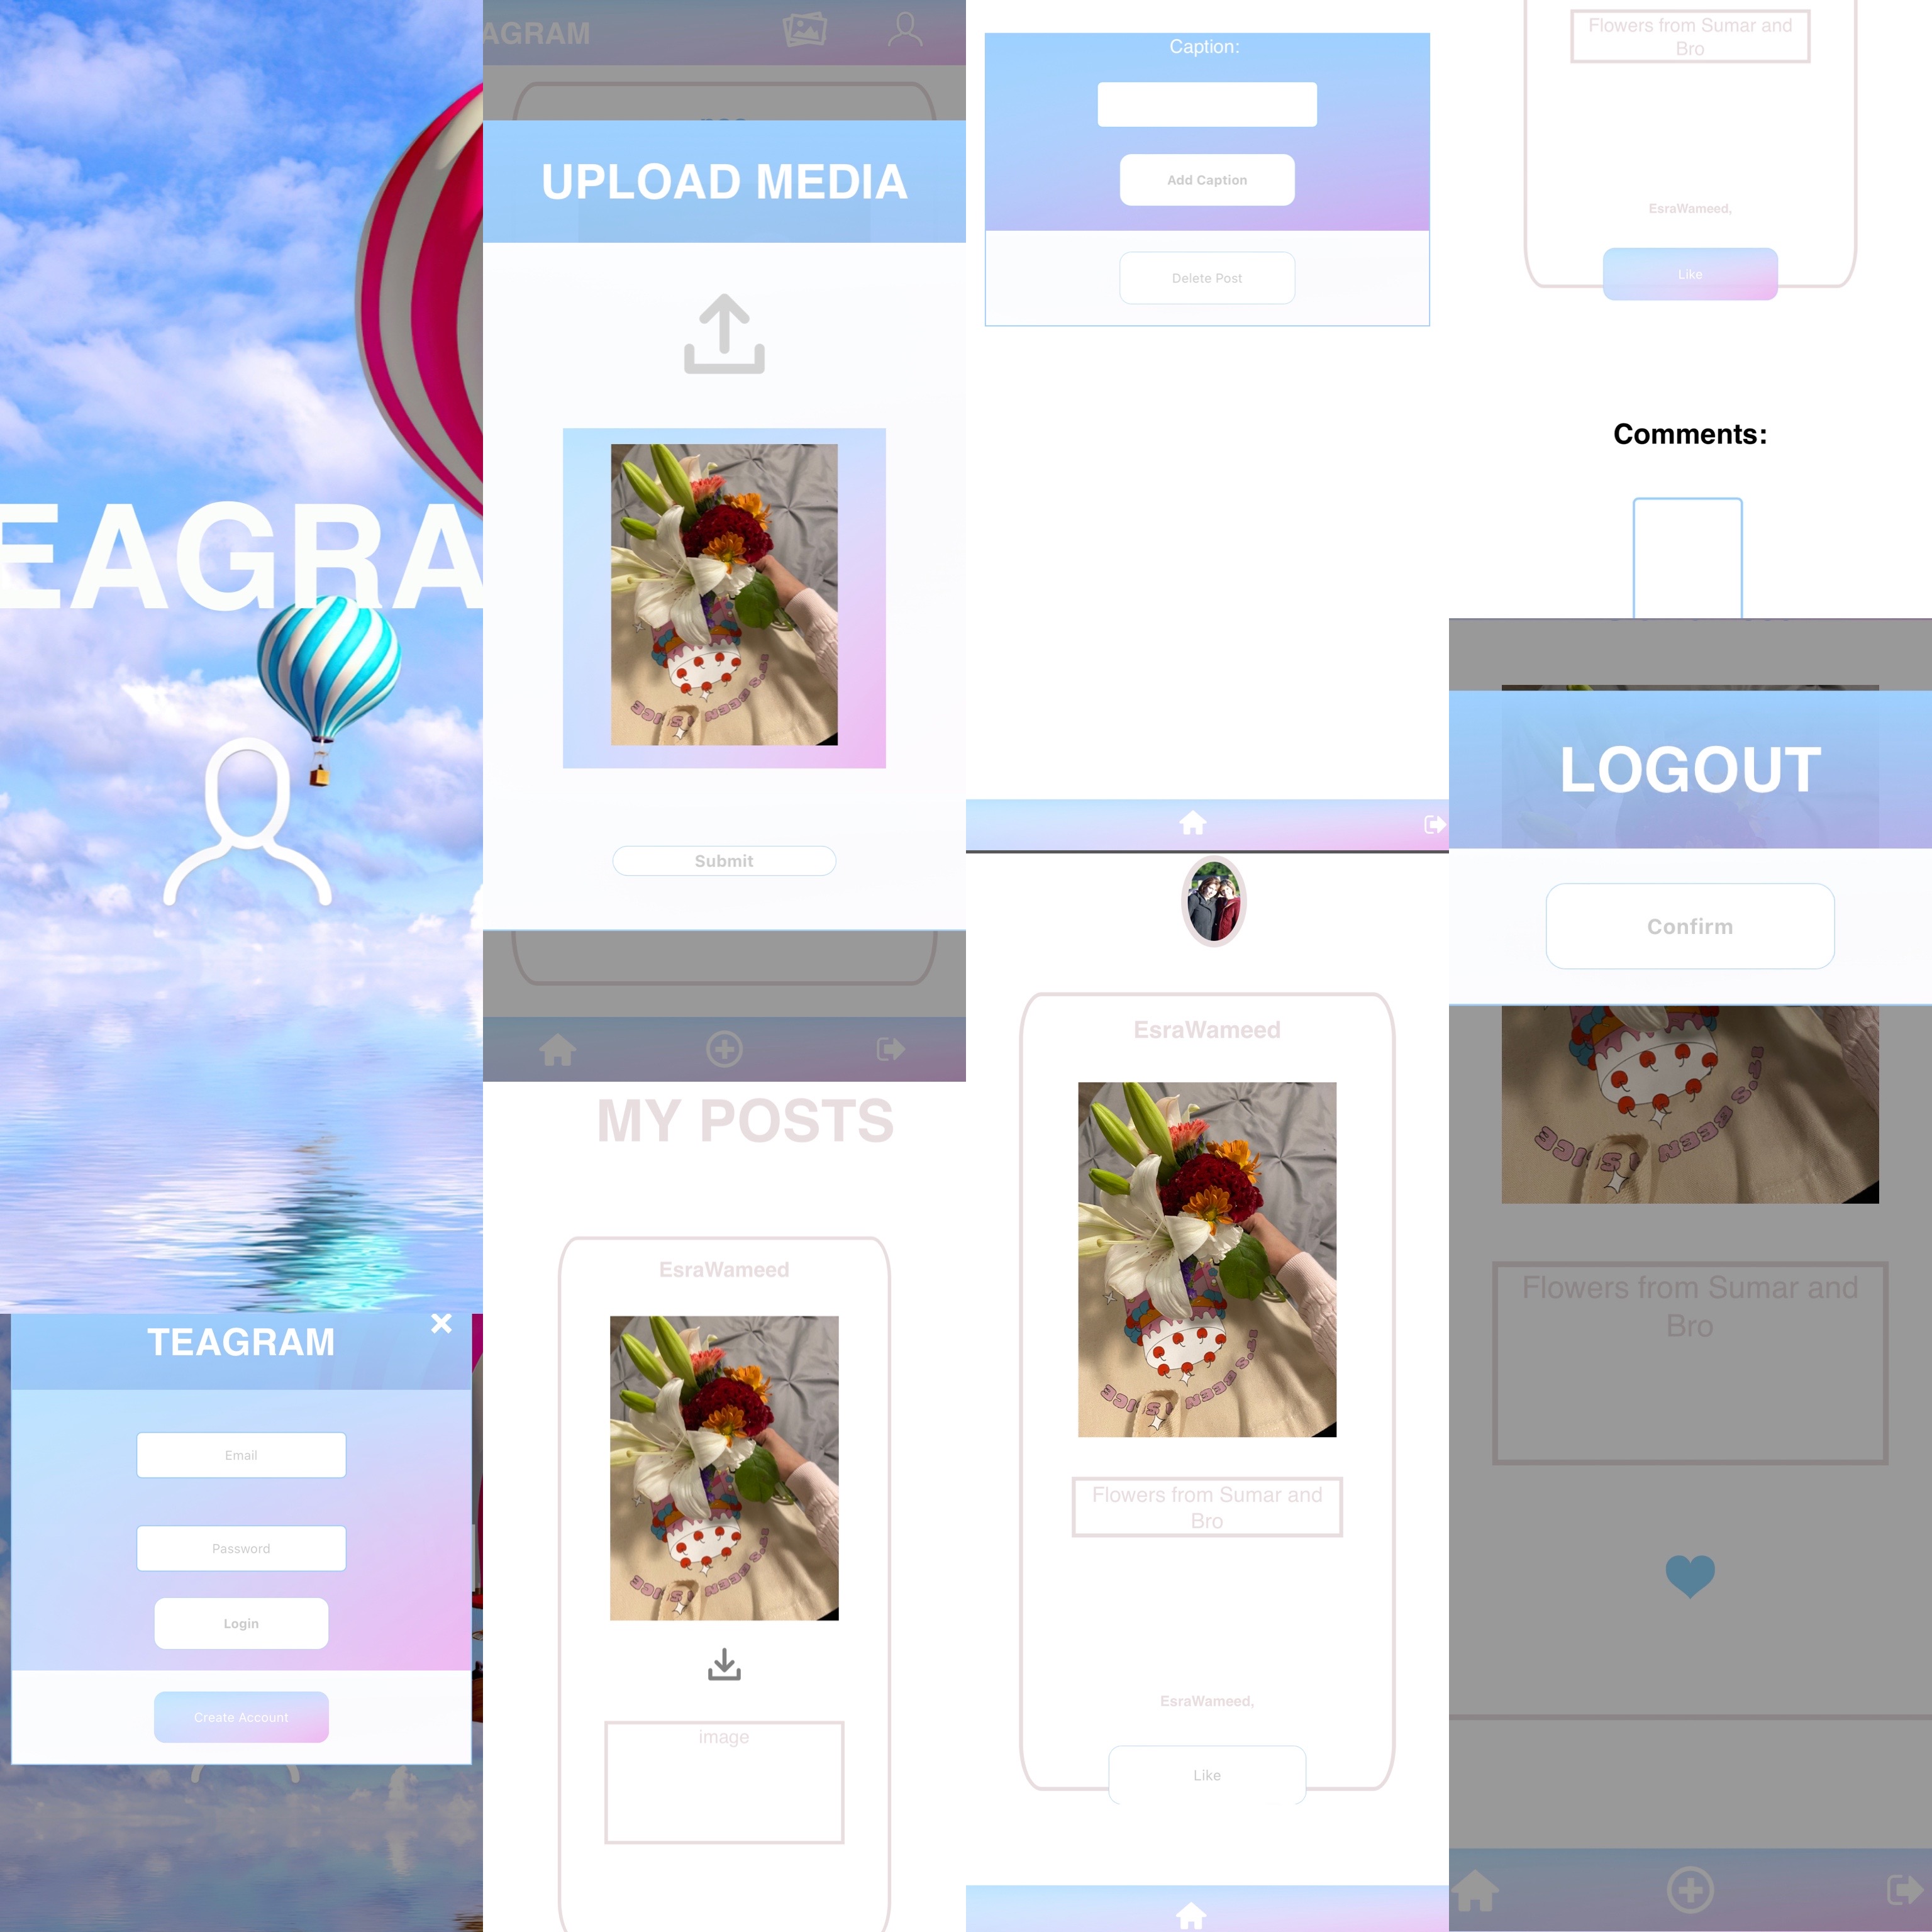 EAGRA
TEAGRAM
Email
Password
Login
Create Account
AGRAM
UPLOAD MEDIA
Submit
MY POSTS
EsraWameed
image
Caption:
Add Caption
Delete Post
EsraWameed
Flowers from Sumar and
Bro
EsraWameed,
Like
Flowers from Sumar and
Bro
EsraWameed,
Like
Comments:
LOGOUT
Confirm
Flowers from Sumar and
Bro